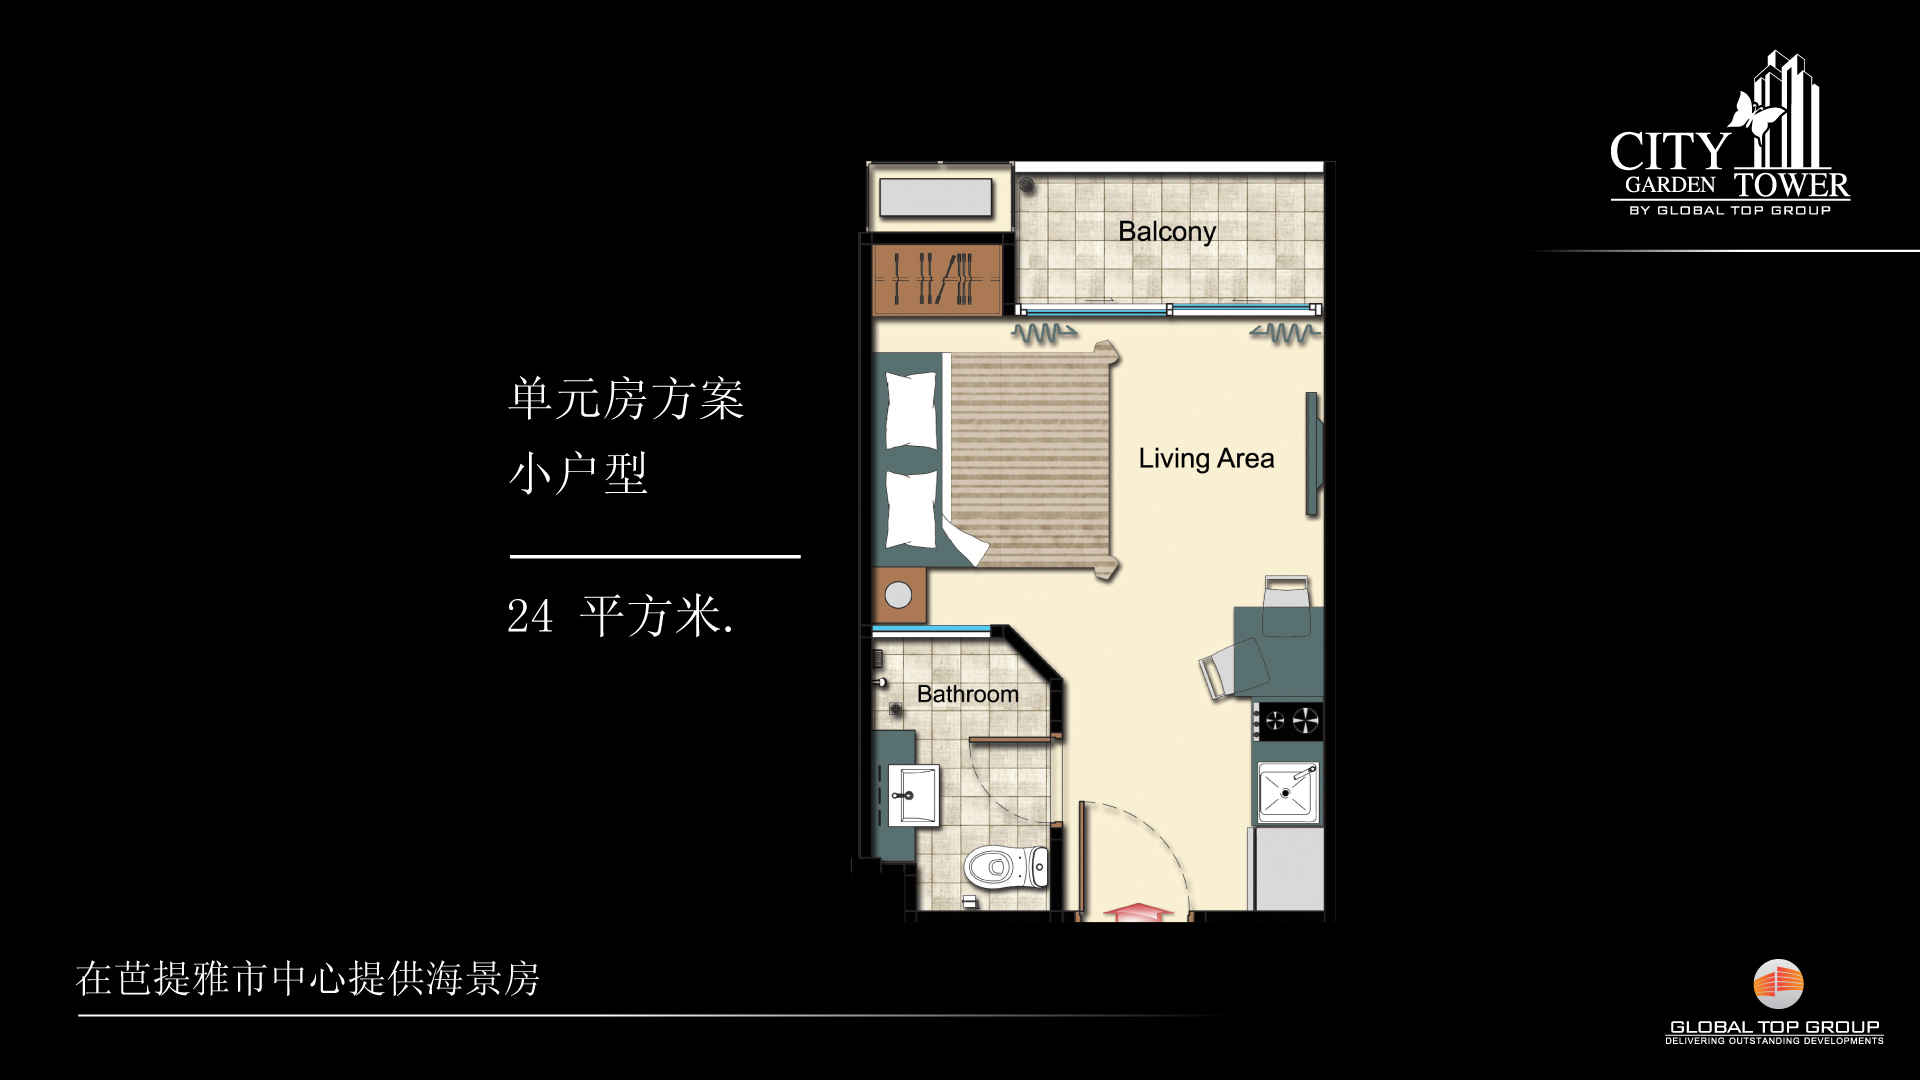 CITY
GARDEN TOWER
BY GLOBAL TOP GROUP
Balcony
单元房方案
小户型
Living Area
24 平方米.
Bathroom
在芭提雅市中心提供海景房
GLOBAL TOP GROUP
DELIVERING OUTSTANDING DEVELOPMENTS